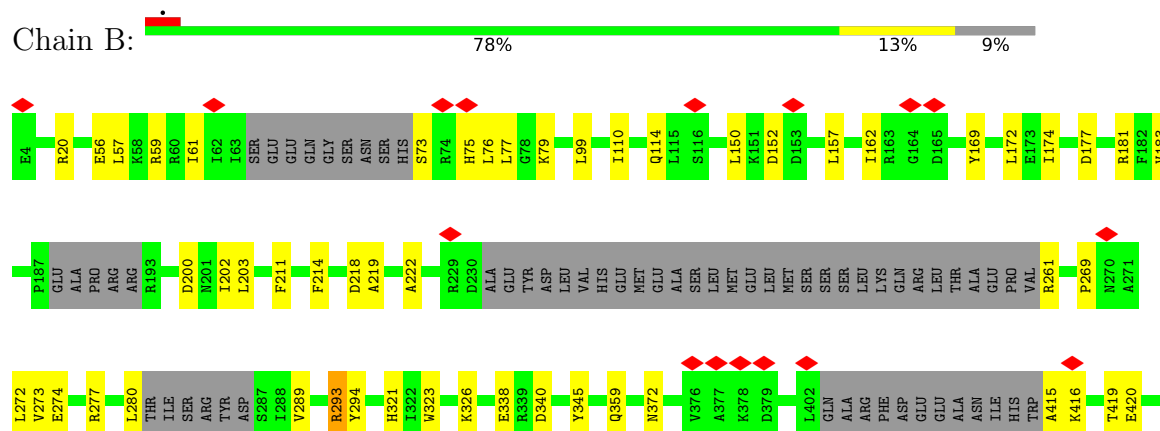 Chain B:
78% 13% 9%
E4 R20 E56 L57 K58 R59 R60 I61 I62 I63 SER GLU GLU GLN GLY SER ASN SER HIS S73 R74 H75 L76 L77 G78 K79 L99 I110 Q114 L115 S116 L150 K151 D152 D153 L157 I162 R163 G164 D165 Y169 L172 E173 I174 D177 R181 F182
P187 GLU ALA PRO ARG ARG R193 D200 N201 I202 L203 F211 F214 D218 A219 A222 R229 D230 ALA GLU TYR ASP LEU VAL HIS GLU MET GLU ALA SER LEU MET GLU LEU MET SER SER SER LEU LYS GLN ARG LEU THR ALA GLU PRO VAL R261 P269 N270 A271
L272 V273 E274 R277 L280 THR ILE SER ARG TYR ASP S287 I288 V289 R293 Y294 H321 I322 W323 K326 E338 R339 D340 Y345 Q359 N372 V376 A377 K378 D379 L402 GLN ALA ARG PHE ASP GLU GLU ALA ASN ILE HIS TRP A415 K416 T419 E420